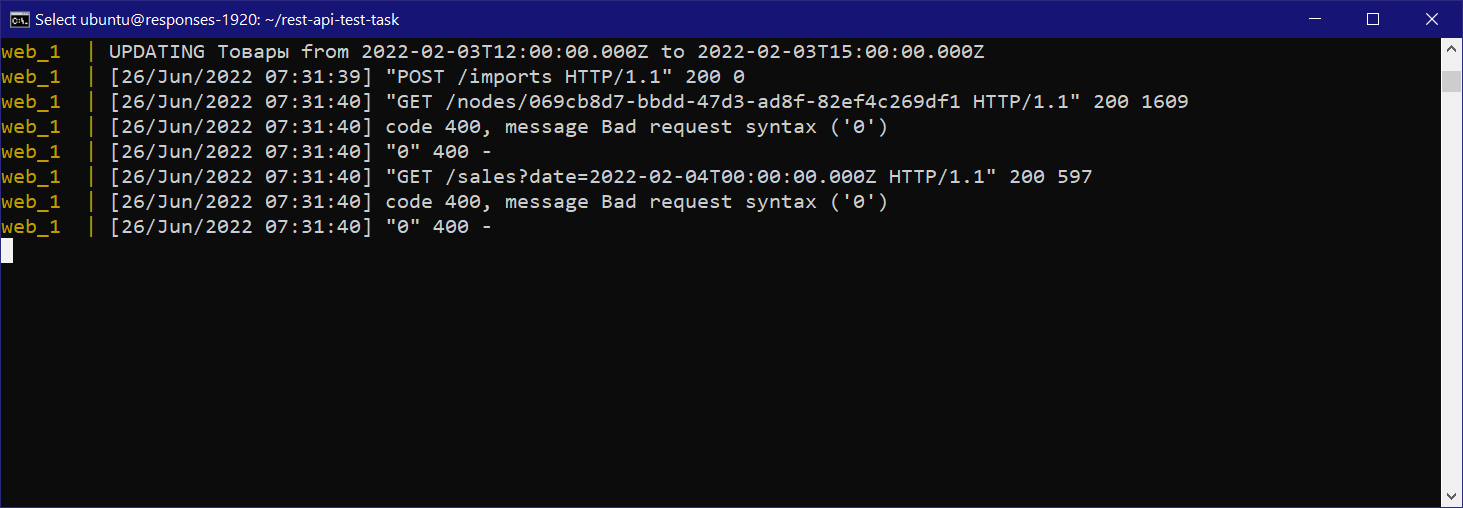 Select ubuntu@responses-1920: ~/rest-api-test-task
web_1  | UPDATING Товары from 2022-02-03T12:00:00.000Z to 2022-02-03T15:00:00.000Z
web_1  | [26/Jun/2022 07:31:39] "POST /imports HTTP/1.1" 200 0
web_1  | [26/Jun/2022 07:31:40] "GET /nodes/069cb8d7-bbdd-47d3-ad8f-82ef4c269df1 HTTP/1.1" 200 1609
web_1  | [26/Jun/2022 07:31:40] code 400, message Bad request syntax ('0')
web_1  | [26/Jun/2022 07:31:40] "0" 400 -
web_1  | [26/Jun/2022 07:31:40] "GET /sales?date=2022-02-04T00:00:00.000Z HTTP/1.1" 200 597
web_1  | [26/Jun/2022 07:31:40] code 400, message Bad request syntax ('0')
web_1  | [26/Jun/2022 07:31:40] "0" 400 -